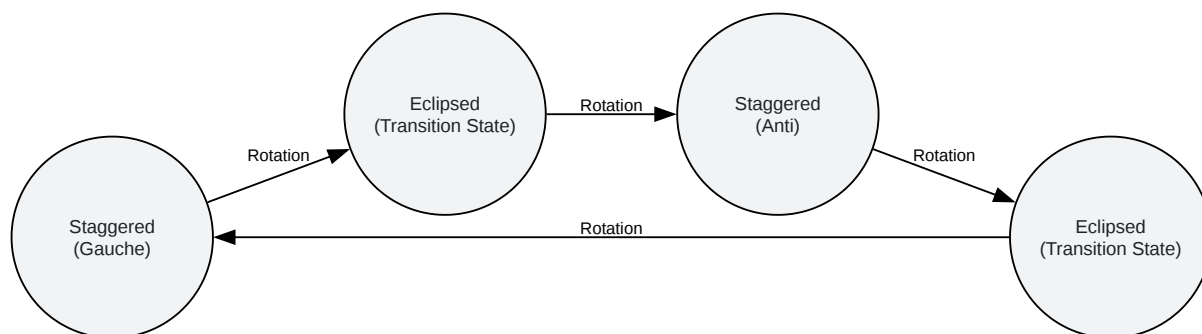 Eclipsed
(Transition State)
Rotation
Staggered
(Anti)
Rotation
Rotation
Staggered
(Gauche)
Rotation
Eclipsed
(Transition State)